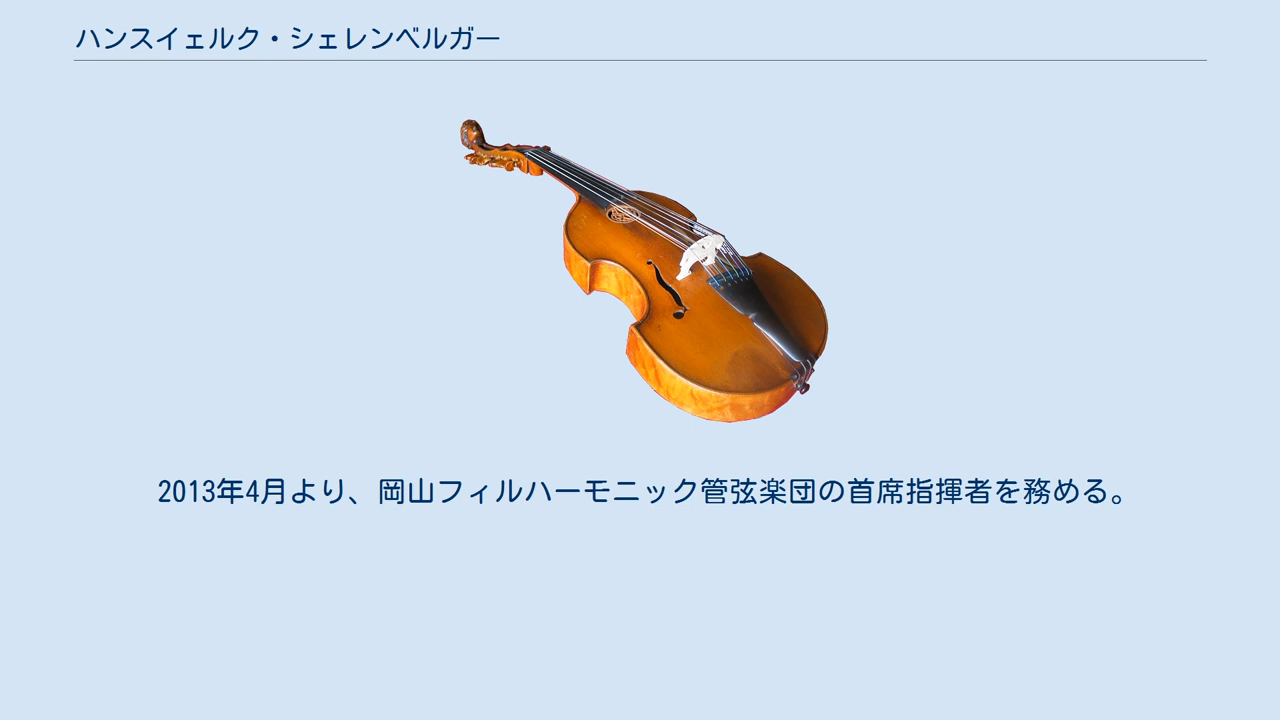 ハンスイェルク・シェレンベルガー
2013年4月より、岡山フィルハーモニック管弦楽団の首席指揮者を務める。